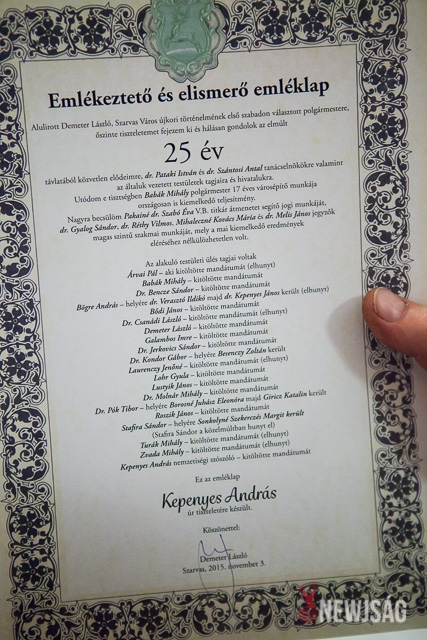 Emlékeztető és elismerő emléklap
Alulírott Demeter László, Szarvas Város újkori történelmének első szabadon választott polgármestere,
őszinte tiszteletemet fejezem ki és hálásan gondolok az elmúlt
25 év
távlatából közvetlen elődeimre, dr. Pataki István és dr. Szántosi Antal tanácselnökökre valamint
az általuk vezetett testületek tagjaira és hivatalukra.
Utódom e tisztségben Babák Mihály polgármester 17 éves városépítő munkája
országosan is kiemelkedő teljesítmény.
Nagyra becsülöm Pákainé dr. Szabó Éva V.B. titkár átmenetet segítő jogi munkáját,
dr. Gyalog Sándor, dr. Réthy Vilmos, Mihaleczné Kovács Mária és dr. Melis János jegyzők
magas szintű szakmai munkáját, mely a mai kiemelkedő eredmények
eléréséhez nélkülözhetetlen volt.
Az alakuló testületi ülés tagjai voltak
Árvai Pál – aki kitöltötte mandátumát (elhunyt)
Babák Mihály – kitöltötte mandátumát
Dr. Bencze Sándor – kitöltötte mandátumát
Bögre András – helyére dr. Verasztó Ildikó majd dr. Kepenyes János került (elhunyt)
Bődi János – kitöltötte mandátumát
Dr. Csanádi László – kitöltötte mandátumát
Demeter László – kitöltötte mandátumát
Galambos Imre – kitöltötte mandátumát
Dr. Jerkovics Sándor – kitöltötte mandátumát
Dr. Kondor Gábor – helyére Berenczy Zoltán került
Laurenczy Jenőné – kitöltötte mandátumát (elhunyt)
Lohr Gyula – kitöltötte mandátumát
Lustyik János – kitöltötte mandátumát
Dr. Molnár Mihály – kitöltötte mandátumát
Dr. Pók Tibor – helyére Borosné Juhász Eleonóra majd Giricz Katalin került
Roszik János – kitöltötte mandátumát
Stafira Sándor – helyére Sonkolyné Szekerczés Margit került
(Stafira Sándor a közelmúltban hunyt el)
Turák Mihály – kitöltötte mandátumát (elhunyt)
Zvada Mihály – kitöltötte mandátumát (elhunyt)
Kepenyes András nemzetiségi szószóló – kitöltötte mandátumát
Ez az emléklap
Kepenyes András
úr tiszteletére készült.
Köszönettel:
Demeter László
Szarvas, 2015. november 3.
NEWJSÁG